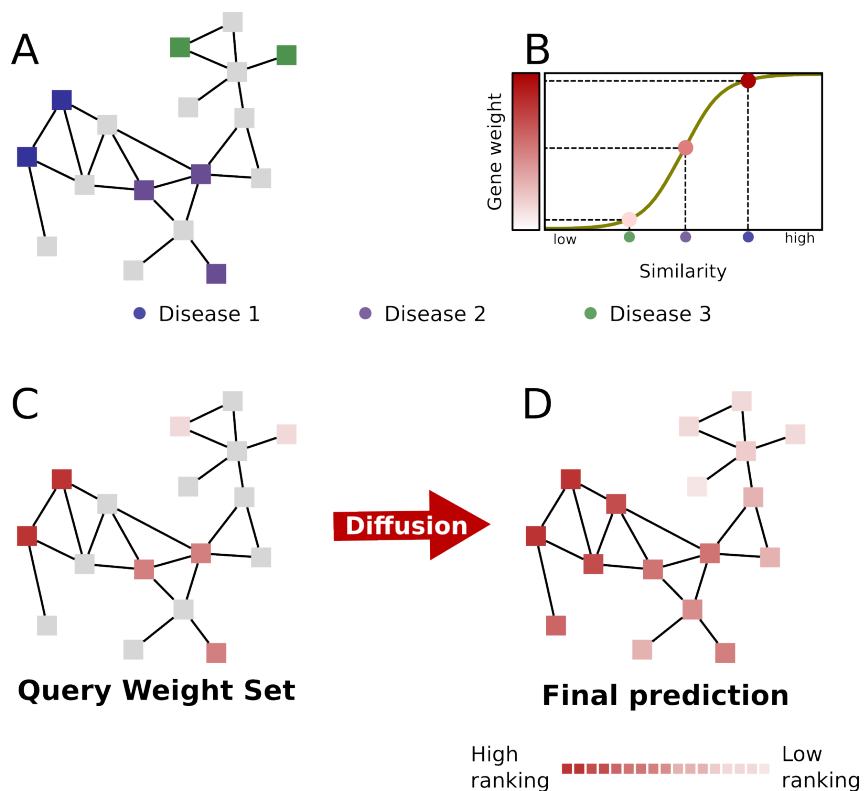 A
B
Gene weight
low
high
Similarity
Disease 1
Disease 2
Disease 3
C
D
Diffusion
Query Weight Set
Final prediction
High
ranking
Low
ranking